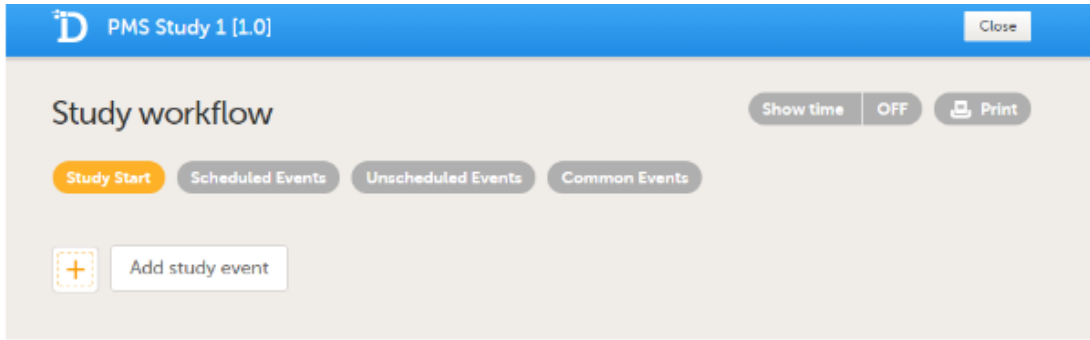 D PMS Study 1 [1.0] Close
Study workflow Show time OFF Print
Study Start Scheduled Events Unscheduled Events Common Events
+ Add study event